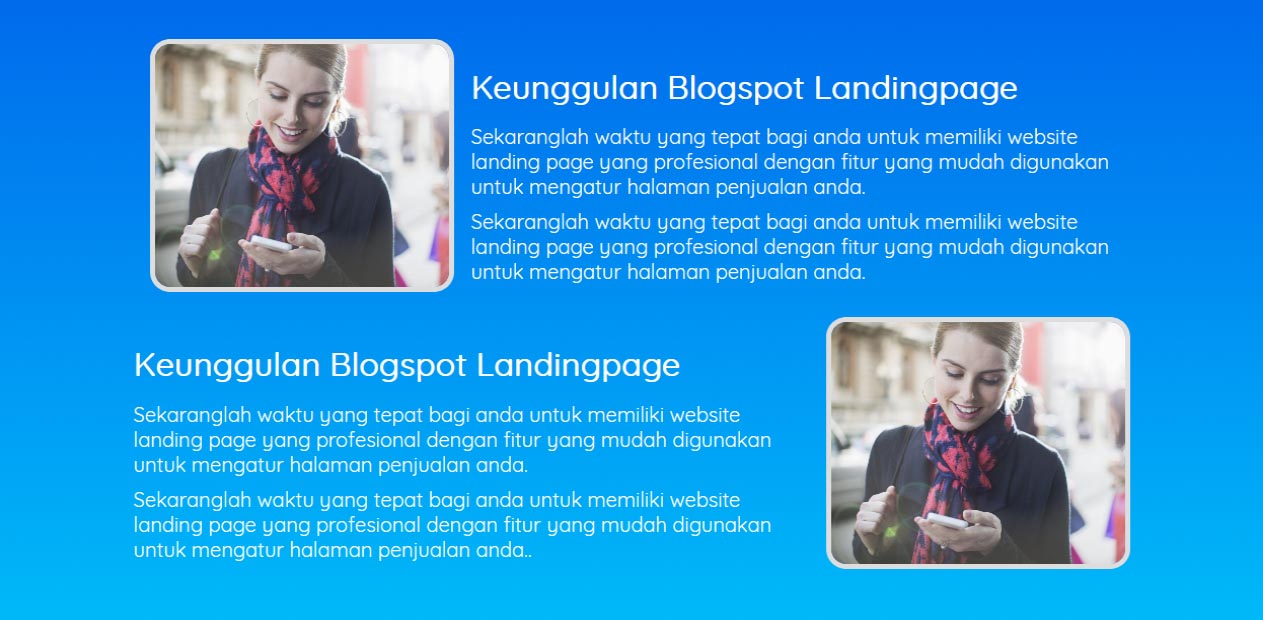 Keunggulan Blogspot Landingpage
Sekaranglah waktu yang tepat bagi anda untuk memiliki website
landing page yang profesional dengan fitur yang mudah digunakan
untuk mengatur halaman penjualan anda.
Sekaranglah waktu yang tepat bagi anda untuk memiliki website
landing page yang profesional dengan fitur yang mudah digunakan
untuk mengatur halaman penjualan anda.
Keunggulan Blogspot Landingpage
Sekaranglah waktu yang tepat bagi anda untuk memiliki website
landing page yang profesional dengan fitur yang mudah digunakan
untuk mengatur halaman penjualan anda.
Sekaranglah waktu yang tepat bagi anda untuk memiliki website
landing page yang profesional dengan fitur yang mudah digunakan
untuk mengatur halaman penjualan anda..